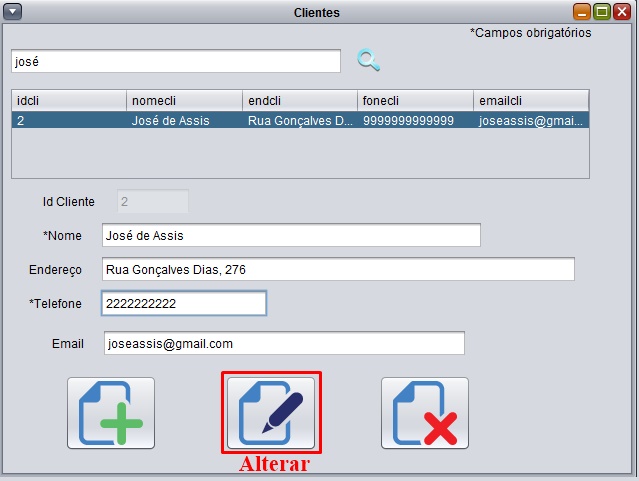 Clientes
*Campos obrigatórios
josé
idcli nomecli endcli fonecli emailcli
2 José de Assis Rua Gonçalves D... 9999999999999 joseassis@gmai...
Id Cliente 2
*Nome José de Assis
Endereço Rua Gonçalves Dias, 276
*Telefone 2222222222
Email joseassis@gmail.com
Alterar